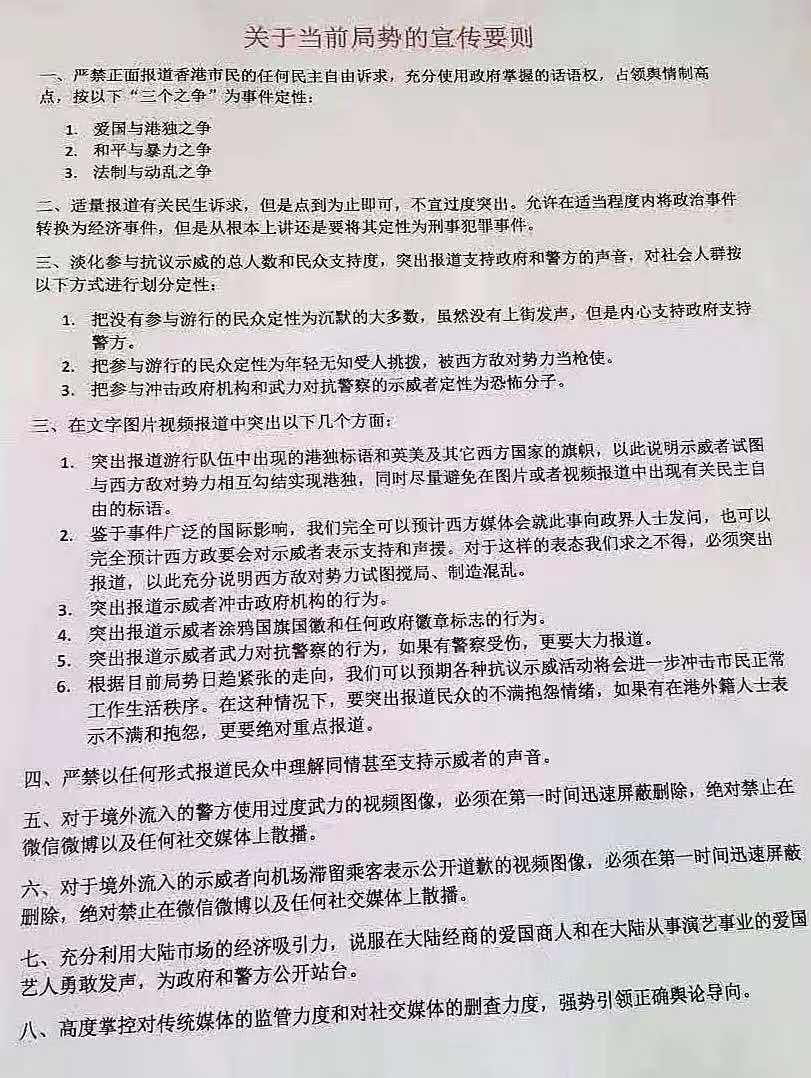 关于当前局势的宣传要则
一、严禁正面报道香港市民的任何民主自由诉求，充分使用政府掌握的话语权，占领舆情制高
点，按以下“三个之争”为事件定性：
1. 爱国与港独之争
2. 和平与暴力之争
3. 法制与动乱之争
二、适量报道有关民生诉求，但是点到为止即可，不宜过度突出。允许在适当程度内将政治事件
转换为经济事件，但是从根本上讲还是要将其定性为刑事犯罪事件。
三、淡化参与抗议示威的总人数和民众支持度，突出报道支持政府和警方的声音，对社会人群按
以下方式进行划分定性：
1. 把没有参与游行的民众定性为沉默的大多数，虽然没有上街发声，但是内心支持政府支持
警方。
2. 把参与游行的民众定性为年轻无知受人挑拨，被西方敌对势力当枪使。
3. 把参与冲击政府机构和武力对抗警察的示威者定性为恐怖分子。
三、在文字图片视频报道中突出以下几个方面：
1. 突出报道游行队伍中出现的港独标语和英美及其它西方国家的旗帜，以此说明示威者试图
与西方敌对势力相互勾结实现港独，同时尽量避免在图片或者视频报道中出现有关民主自
由的标语。
2. 鉴于事件广泛的国际影响，我们完全可以预计西方媒体会就此事向政界人士发问，也可以
完全预计西方政要会对示威者表示支持和声援。对于这样的表态我们求之不得，必须突出
报道，以此充分说明西方敌对势力试图搅局、制造混乱。
3. 突出报道示威者冲击政府机构的行为。
4. 突出报道示威者涂鸦国旗国徽和任何政府徽章标志的行为。
5. 突出报道示威者武力对抗警察的行为，如果有警察受伤，更要大力报道。
6. 根据目前局势日趋紧张的走向，我们可以预期各种抗议示威活动将会进一步冲击市民正常
工作生活秩序。在这种情况下，要突出报道民众的不满抱怨情绪，如果有在港外籍人士表
示不满和抱怨，更要绝对重点报道。
四、严禁以任何形式报道民众中理解同情甚至支持示威者的声音。
五、对于境外流入的警方使用过度武力的视频图像，必须在第一时间迅速屏蔽删除，绝对禁止在
微信微博以及任何社交媒体上散播。
六、对于境外流入的示威者向机场滞留乘客表示公开道歉的视频图像，必须在第一时间迅速屏蔽
删除，绝对禁止在微信微博以及任何社交媒体上散播。
七、充分利用大陆市场的经济吸引力，说服在大陆经商的爱国商人和在大陆从事演艺事业的爱国
艺人勇敢发声，为政府和警方公开站台。
八、高度掌控对传统媒体的监管力度和对社交媒体的删查力度，强势引领正确舆论导向。